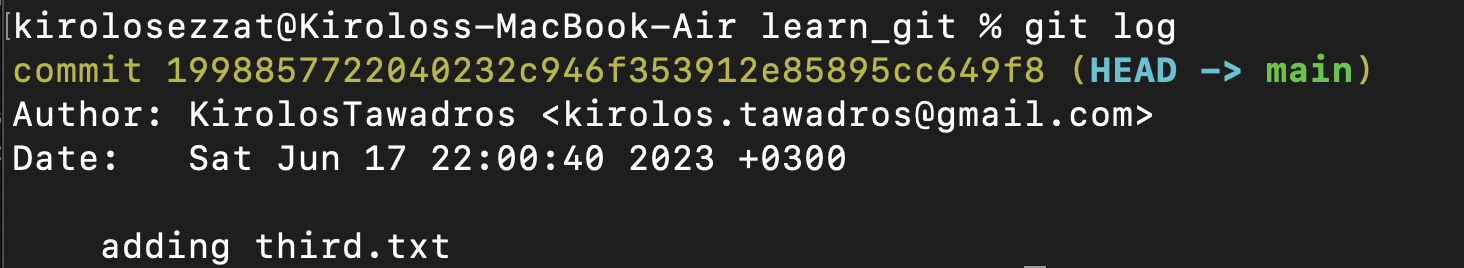 kirolosezzat@Kiroloss-MacBook-Air learn_git % git log
commit 1998857722040232c946f353912e85895cc649f8 (HEAD -> main)
Author: KirolosTawadros <kirolos.tawadros@gmail.com>
Date:   Sat Jun 17 22:00:40 2023 +0300
adding third.txt